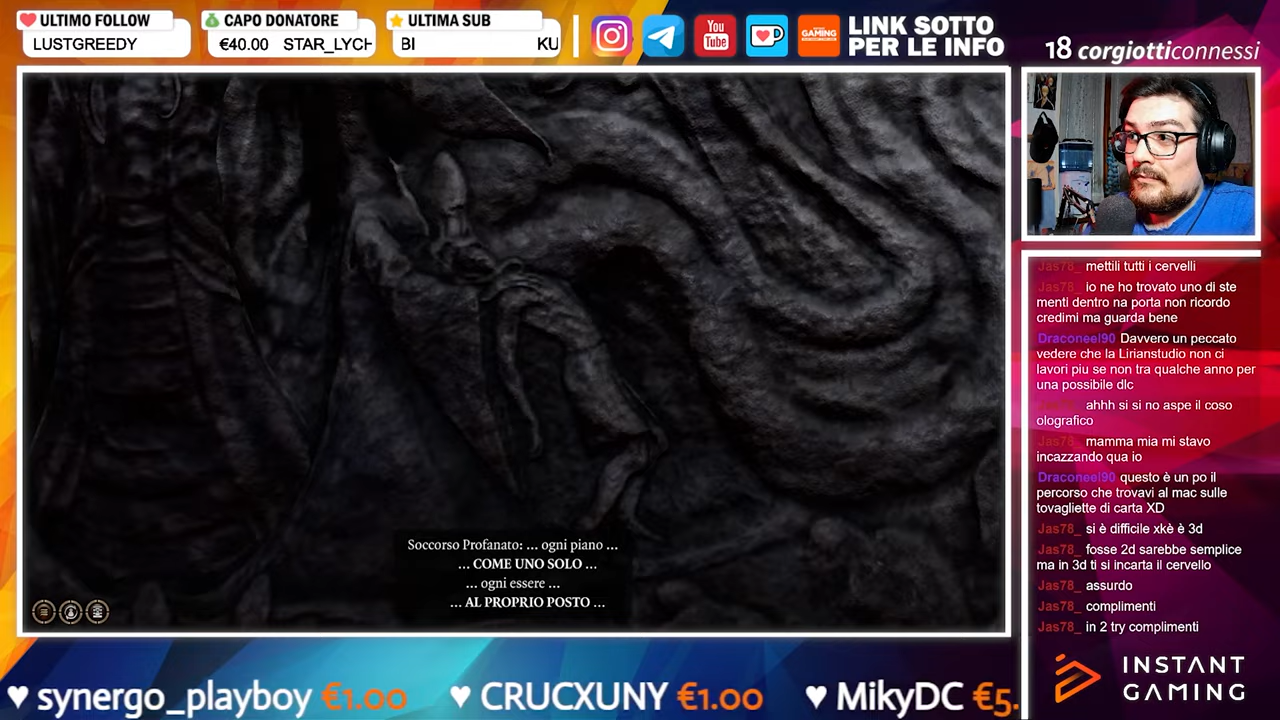 ULTIMO FOLLOW
LUSTGREEDY
CAPO DONATORE
€40.00 STAR_LYCH
ULTIMA SUB
BI KU
You
Tube
INSTANT
GAMING
LINK SOTTO
PER LE INFO
18 corgiotticonnessi
Soccorso Profanato: ... ogni piano ...
... COME UNO SOLO ...
... ogni essere ...
... AL PROPRIO POSTO ...
Jas78_ mettili tutti i cervelli
Jas78_ io ne ho trovato uno di ste
menti dentro na porta non ricordo
credimi ma guarda bene
Draconeel90 Davvero un peccato
vedere che la Lirianstudio non ci
lavori piu se non tra qualche anno per
una possibile dlc
Jas78_ ahhh si si no aspe il coso
olografico
Jas78_ mamma mia mi stavo
incazzando qua io
Draconeel90 questo è un po il
percorso che trovavi al mac sulle
tovagliette di carta XD
Jas78_ si è difficile xkè è 3d
Jas78_ fosse 2d sarebbe semplice
ma in 3d ti si incarta il cervello
Jas78_ assurdo
Jas78_ complimenti
Jas78_ in 2 try complimenti
INSTANT
GAMING
synergo_playboy €1.00 CRUCXUNY €1.00 MikyDC €5.